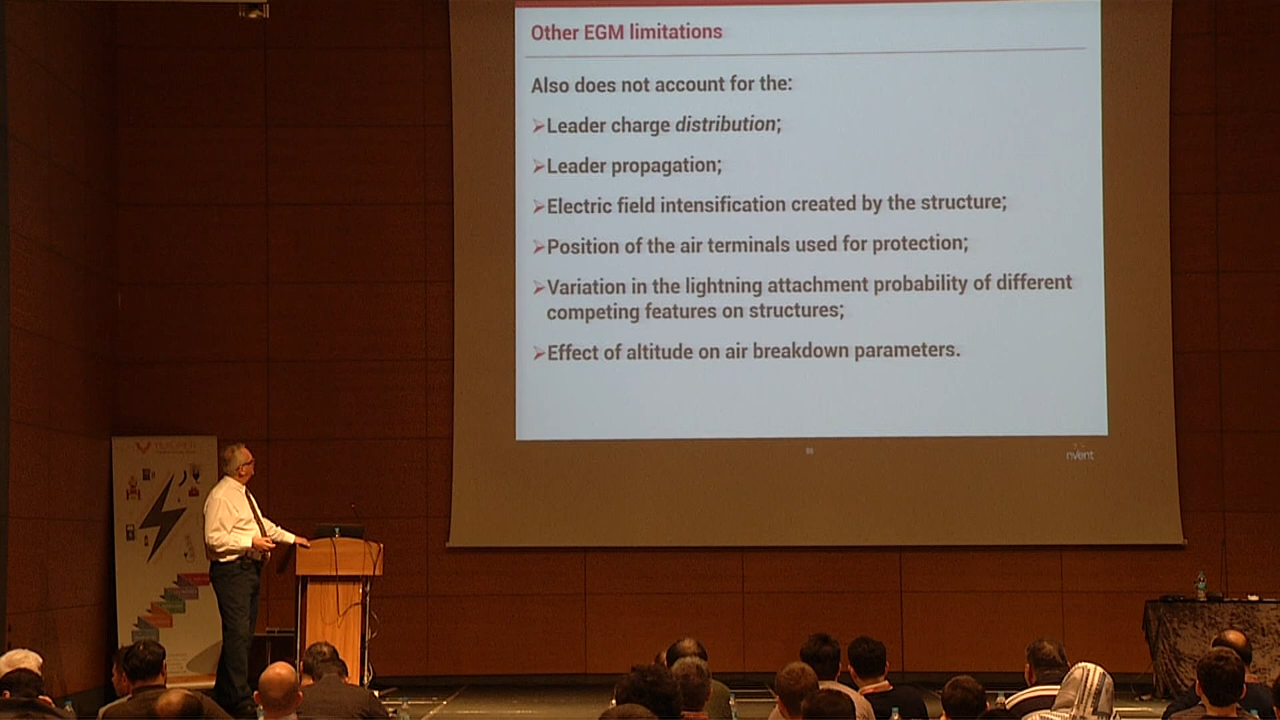 Other EGM limitations
Also does not account for the:
➢Leader charge distribution;
➢Leader propagation;
➢Electric field intensification created by the structure;
➢Position of the air terminals used for protection;
➢Variation in the lightning attachment probability of different
competing features on structures;
➢Effect of altitude on air breakdown parameters.
nvent